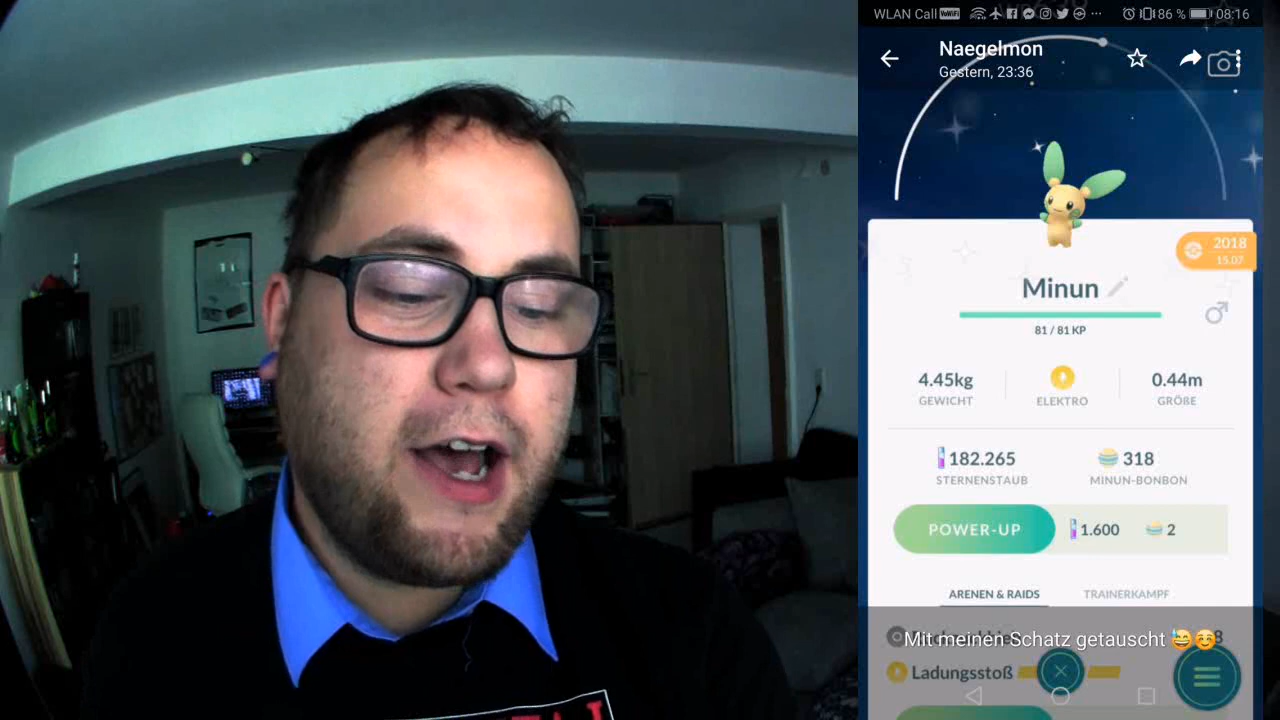 WLAN Call VoWiFi 86 % 08:16
Naegelmon
Gestern, 23:36
2018
15.07
Minun
81 / 81 KP
4.45kg
GEWICHT
ELEKTRO
0.44m
GRÖßE
182.265
STERNENSTAUB
318
MINUN-BONBON
POWER-UP 1.600 2
ARENEN & RAIDS TRAINERKAMPF
Mit meinen Schatz getauscht 😅☺️
Ladungsstoß